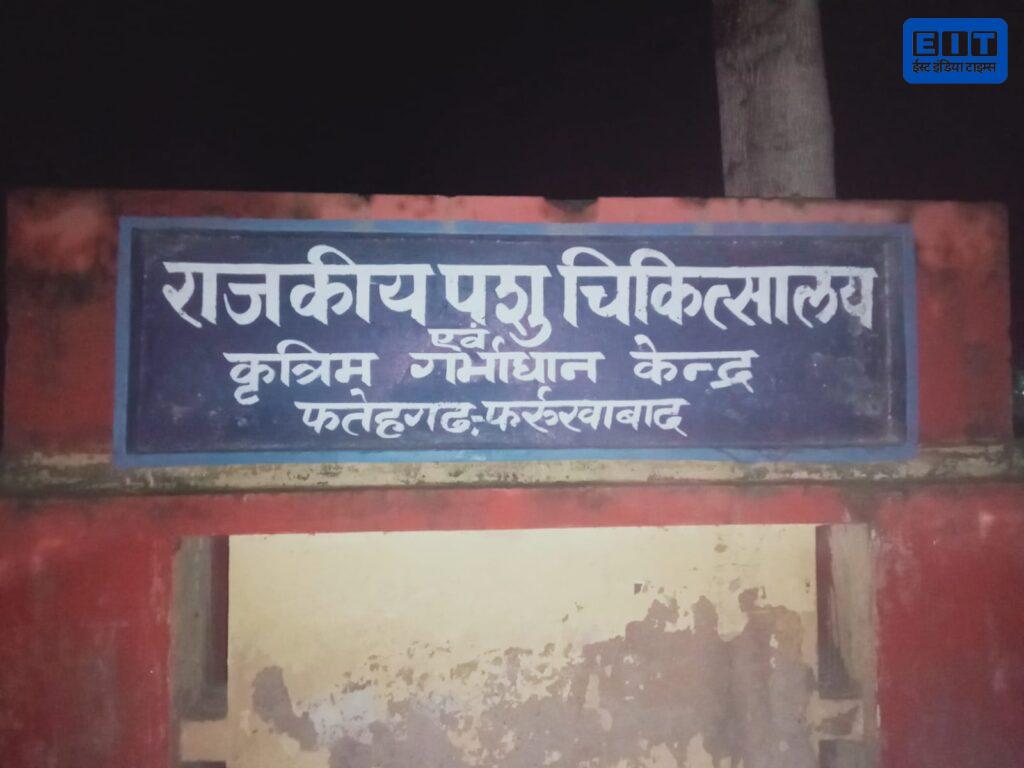 EIT
ईस्ट इंडिया टाइम्स
राजकीय पशु चिकित्सालय
एवं
कृत्रिम गर्भाधान केन्द्र
फतेहगढ़:-फर्रुखाबाद